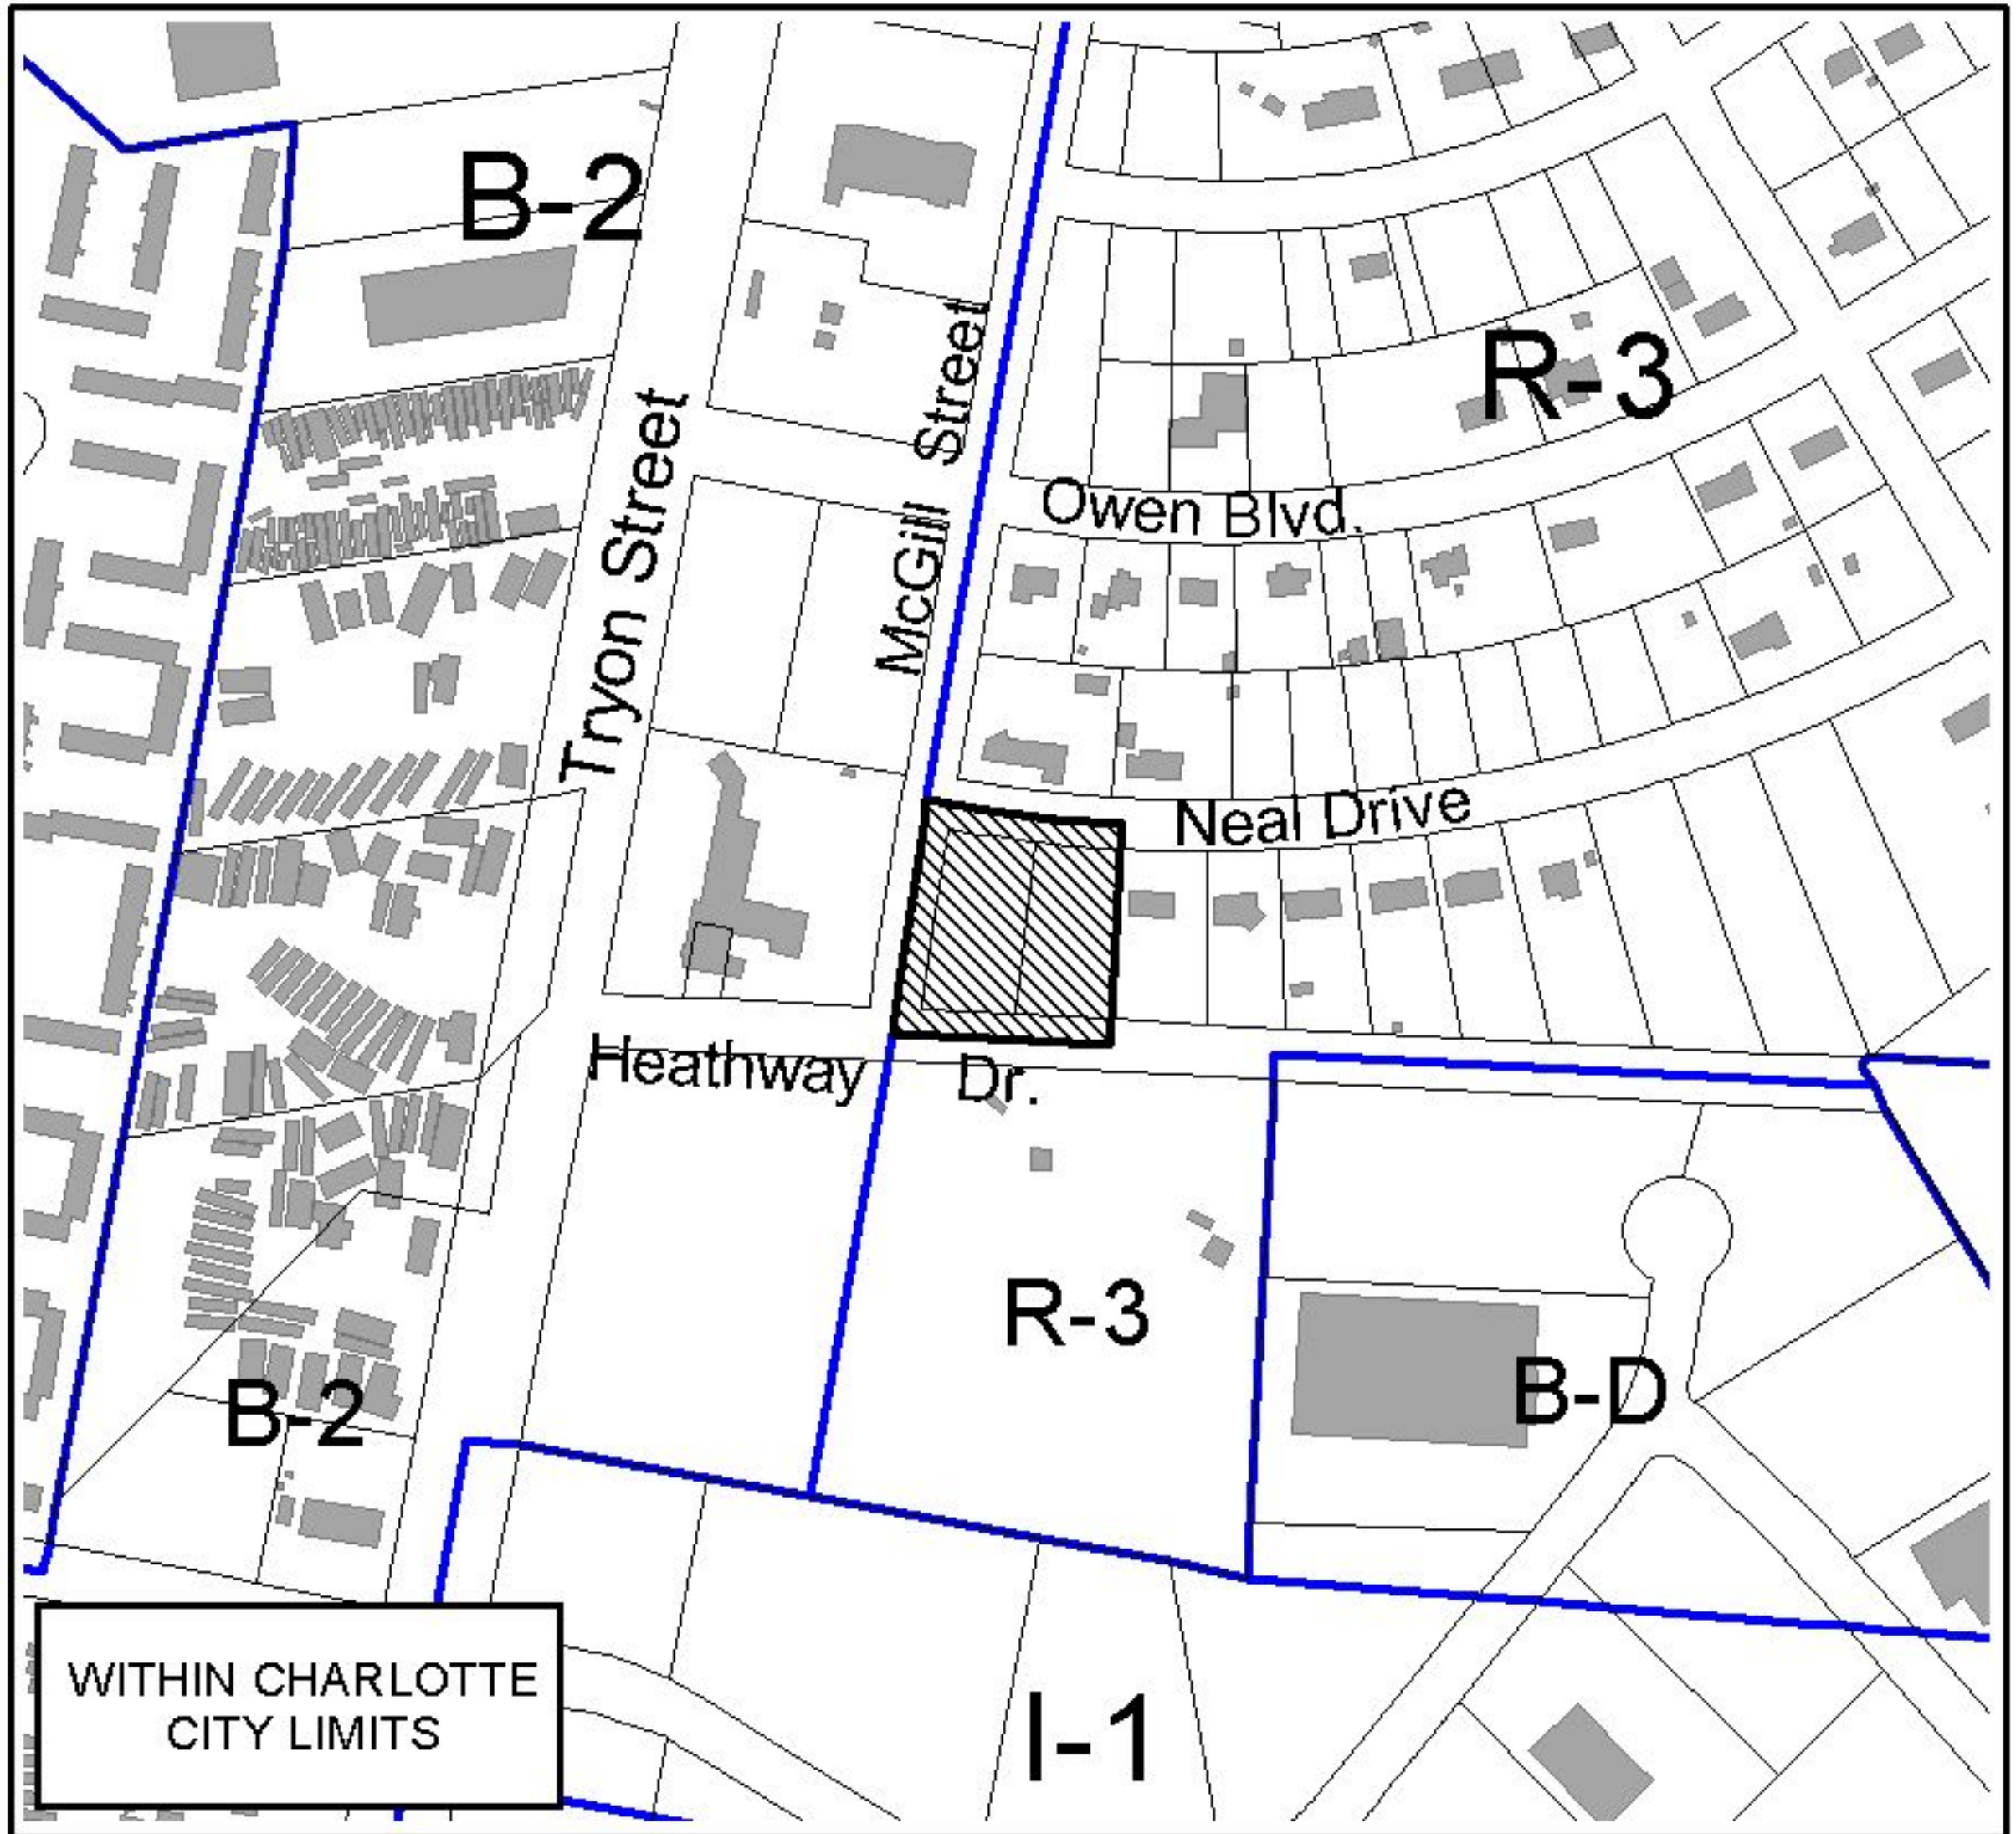 B-2
R-3
Tryon Street
McGill Street
Owen Blvd.
Neal Drive
Heathway Dr.
R-3
B-D
B-2
I-1
WITHIN CHARLOTTE
CITY LIMITS